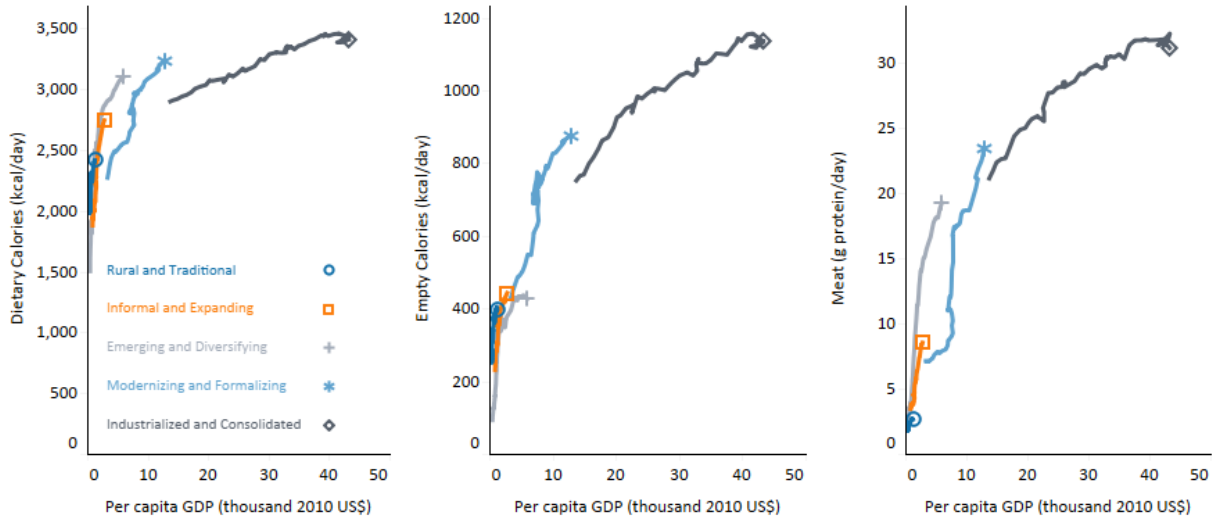 Dietary Calories (kcal/day)
3,500
3,000
2,500
2,000
1,500
1,000
500
0
Rural and Traditional
Informal and Expanding
Emerging and Diversifying
Modernizing and Formalizing
Industrialized and Consolidated
0 10 20 30 40 50
Per capita GDP (thousand 2010 US$)
Empty Calories (kcal/day)
1200
1000
800
600
400
200
0
0 10 20 30 40 50
Per capita GDP (thousand 2010 US$)
Meat (g protein/day)
30
25
20
15
10
5
0
0 10 20 30 40 50
Per capita GDP (thousand 2010 US$)